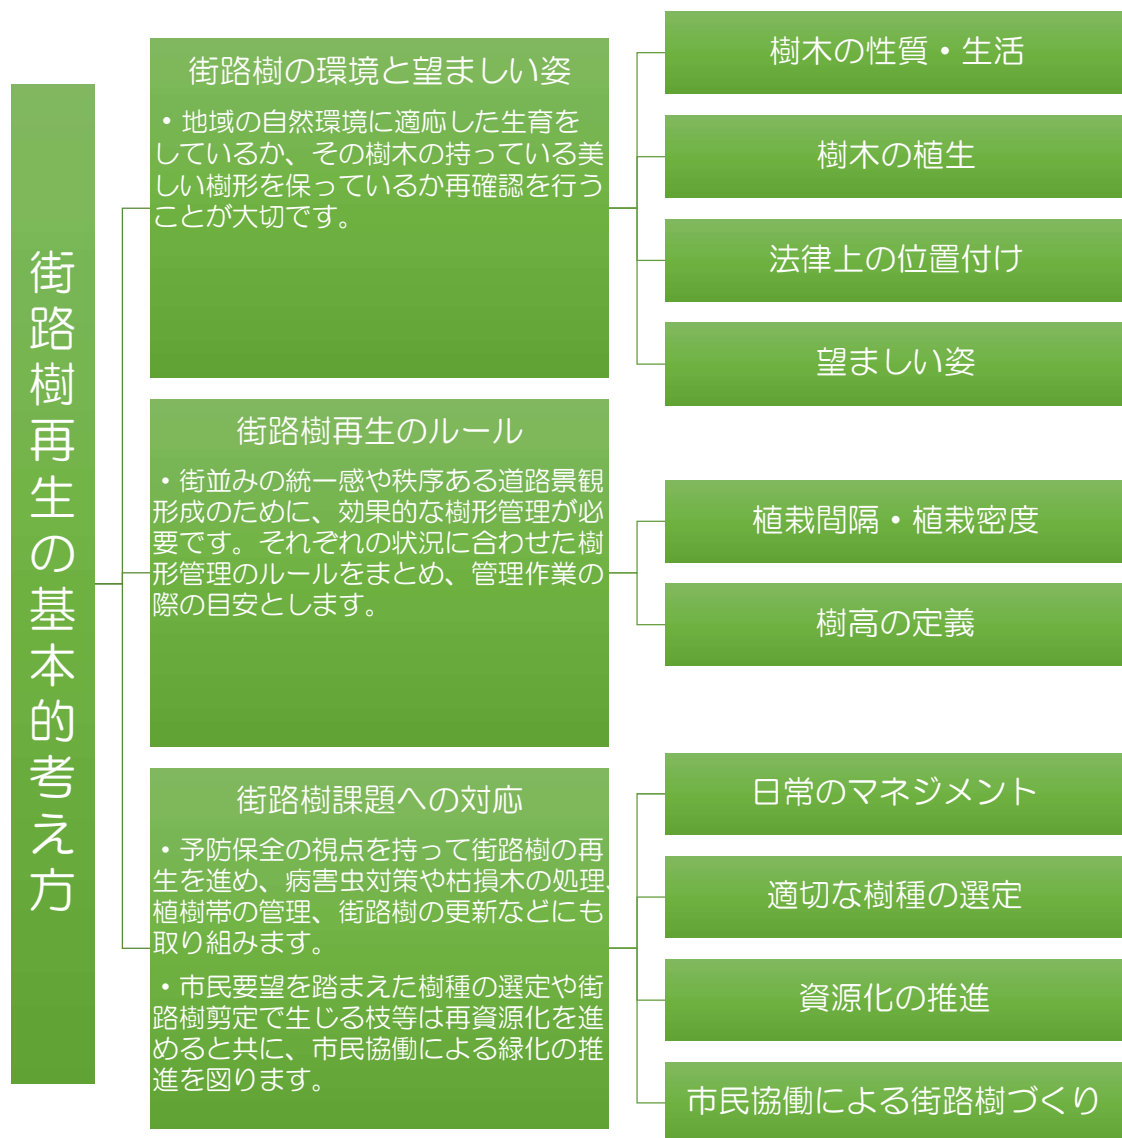 街路樹再生の基本的考え方
街路樹の環境と望ましい姿
・地域の自然環境に適応した生育を
しているか、その樹木の持っている美
しい樹形を保っているか再確認を行う
ことが大切です。
樹木の性質・生活
樹木の植生
法律上の位置付け
望ましい姿
街路樹再生のルール
・街並みの統一感や秩序ある道路景観
形成のために、効果的な樹形管理が必
要です。それぞれの状況に合わせた樹
形管理のルールをまとめ、管理作業の
際の目安とします。
植栽間隔・植栽密度
樹高の定義
街路樹課題への対応
・予防保全の視点を持って街路樹の再
生を進め、病害虫対策や枯損木の処理、
植樹帯の管理、街路樹の更新などにも
取り組みます。
・市民要望を踏まえた樹種の選定や街
路樹剪定で生じる枝等は再資源化を進
めると共に、市民協働による緑化の推
進を図ります。
日常のマネジメント
適切な樹種の選定
資源化の推進
市民協働による街路樹づくり